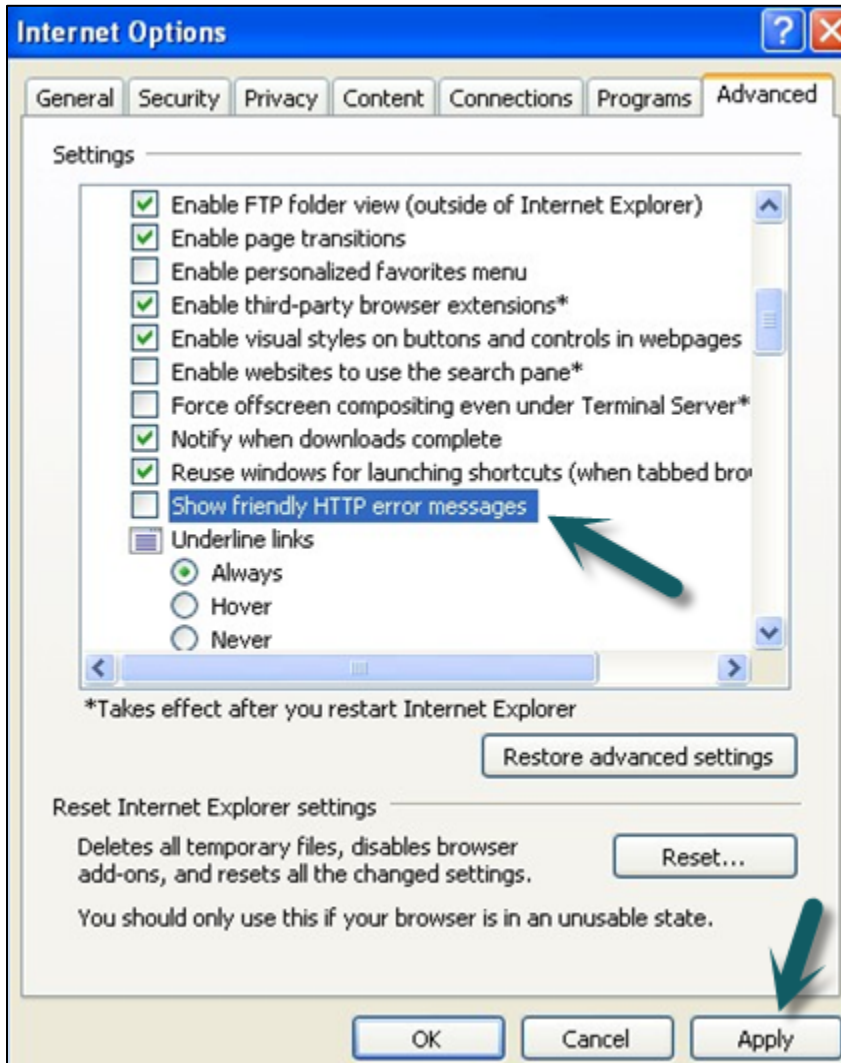 Internet Options
General Security Privacy Content Connections Programs Advanced
Settings
Enable FTP folder view (outside of Internet Explorer)
Enable page transitions
Enable personalized favorites menu
Enable third-party browser extensions*
Enable visual styles on buttons and controls in webpages
Enable websites to use the search pane*
Force offscreen compositing even under Terminal Server*
Notify when downloads complete
Reuse windows for launching shortcuts (when tabbed bro
Show friendly HTTP error messages
Underline links
Always
Hover
Never
*Takes effect after you restart Internet Explorer
Restore advanced settings
Reset Internet Explorer settings
Deletes all temporary files, disables browser
add-ons, and resets all the changed settings.
Reset...
You should only use this if your browser is in an unusable state.
OK Cancel Apply